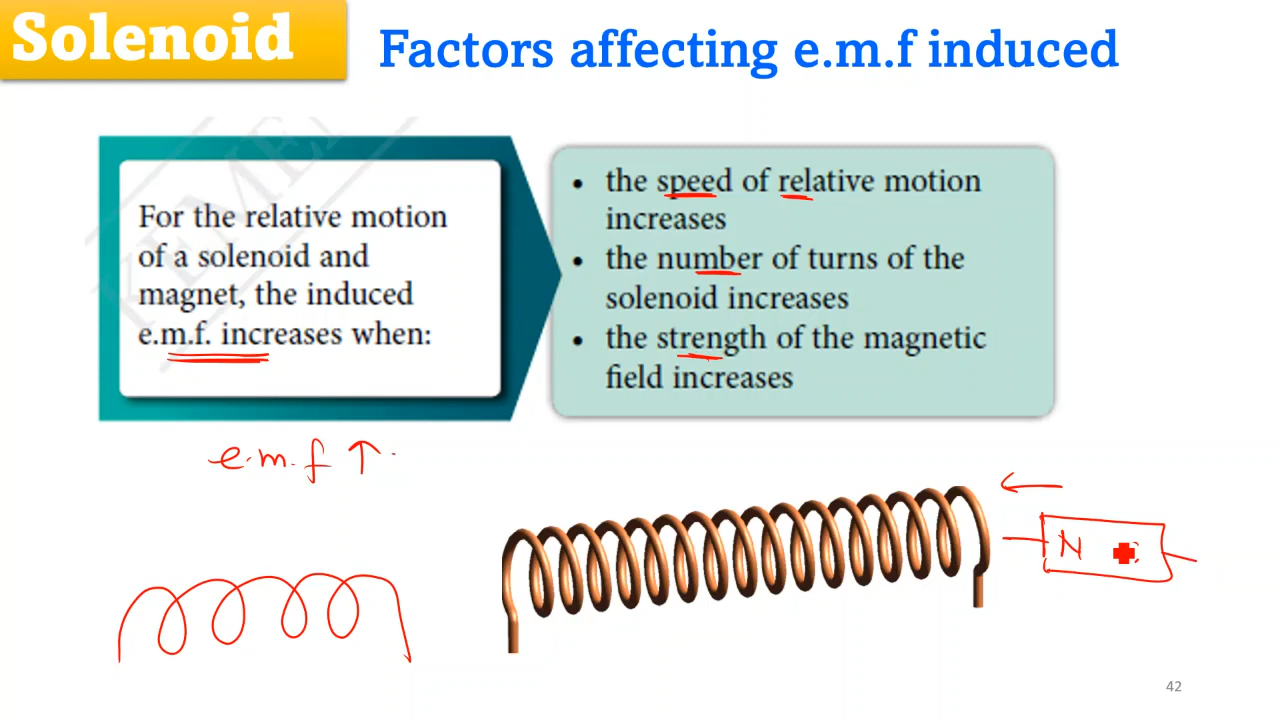 Solenoid
Factors affecting e.m.f induced
For the relative motion
of a solenoid and
magnet, the induced
e.m.f. increases when:
• the speed of relative motion
increases
• the number of turns of the
solenoid increases
• the strength of the magnetic
field increases
e.m.f ↑
N
42